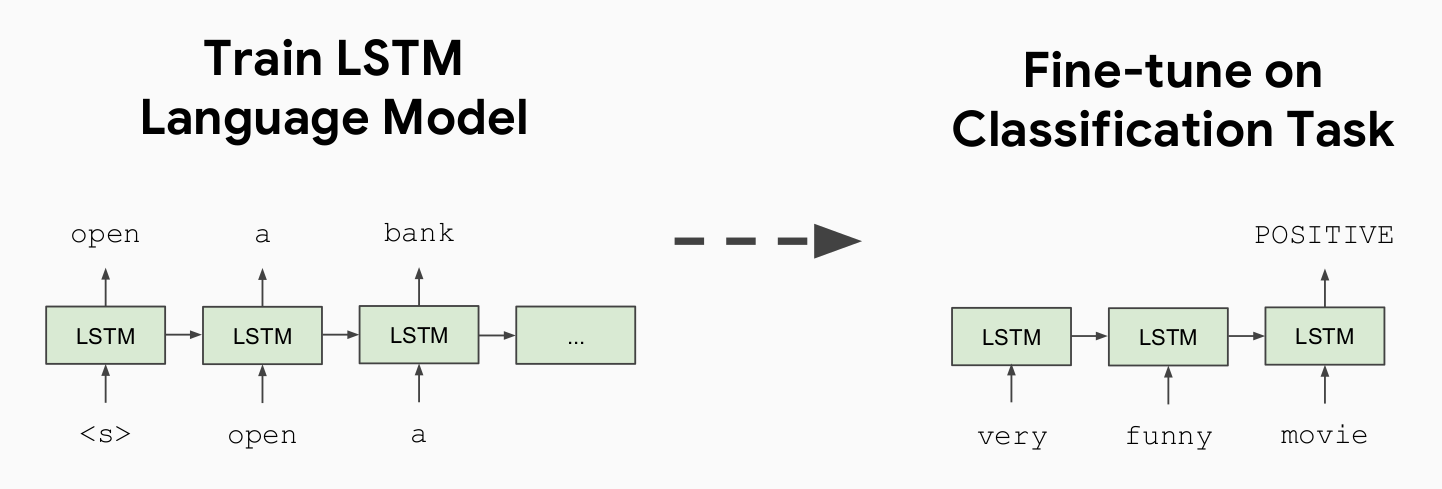 Train LSTM
Language Model
open a bank
LSTM LSTM LSTM ...
<s> open a
Fine-tune on
Classification Task
POSITIVE
LSTM LSTM LSTM
very funny movie